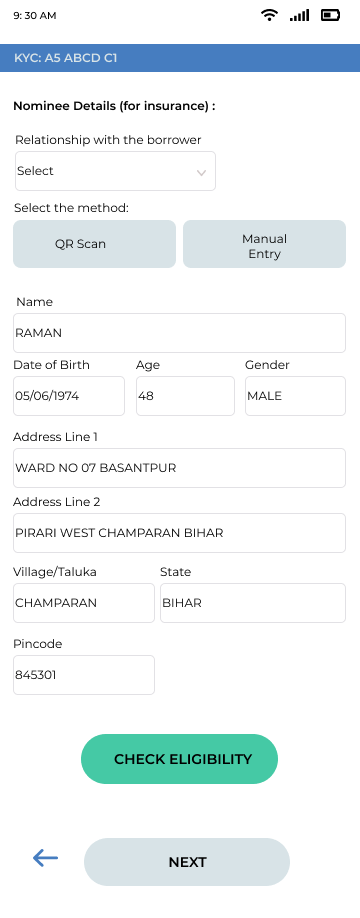 9: 30 AM
KYC: A5 ABCD C1
Nominee Details (for insurance) :
Relationship with the borrower
Select
Select the method:
QR Scan
Manual
Entry
Name
RAMAN
Date of Birth Age Gender
05/06/1974 48 MALE
Address Line 1
WARD NO 07 BASANTPUR
Address Line 2
PIRARI WEST CHAMPARAN BIHAR
Village/Taluka State
CHAMPARAN BIHAR
Pincode
845301
CHECK ELIGIBILITY
NEXT